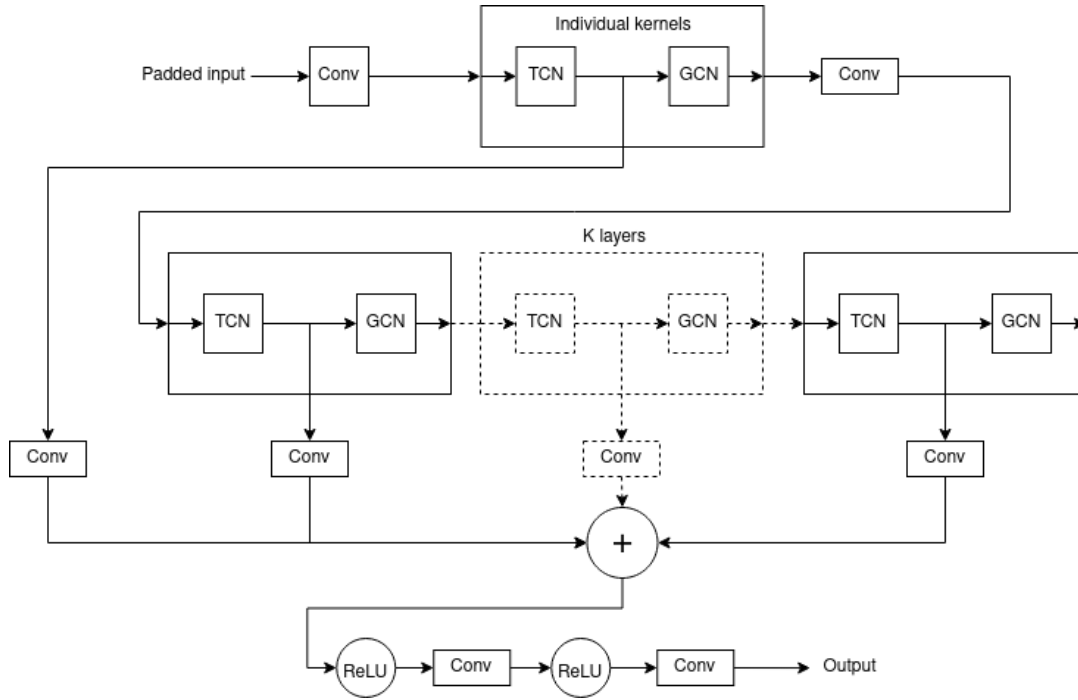 Individual kernels
Padded input
Conv
TCN
GCN
Conv
K layers
TCN
GCN
TCN
GCN
TCN
GCN
Conv
Conv
Conv
Conv
+
ReLU
Conv
ReLU
Conv
Output